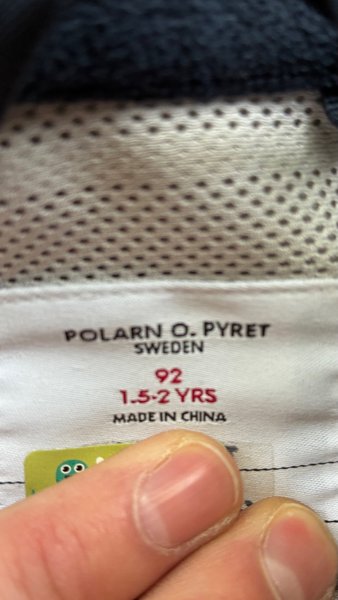 POLARN O. PYRET
SWEDEN
92
1.5-2 YRS
MADE IN CHINA